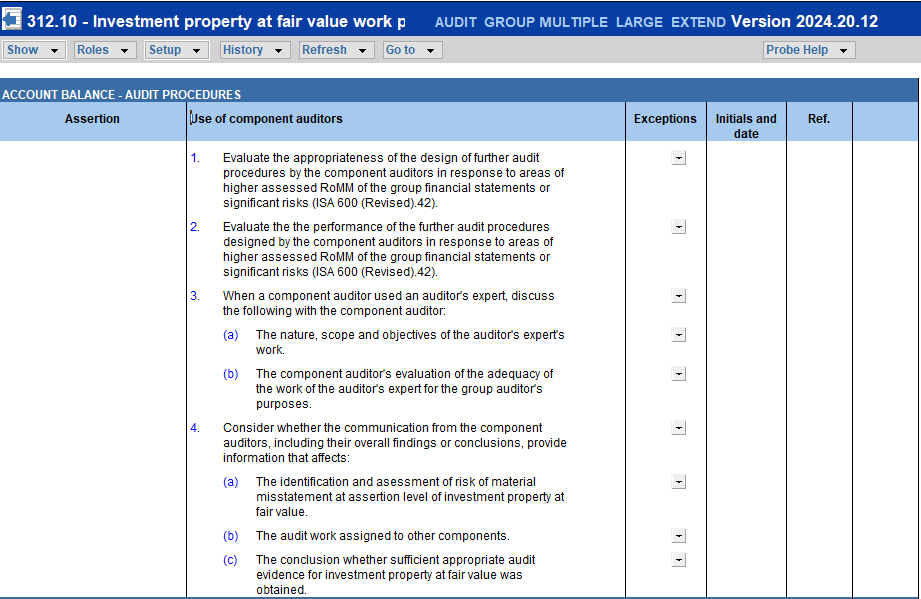 312.10 - Investment property at fair value work p AUDIT GROUP MULTIPLE LARGE EXTEND Version 2024.20.12
Show Roles Setup History Refresh Go to Probe Help
ACCOUNT BALANCE - AUDIT PROCEDURES
Assertion Use of component auditors Exceptions Initials and date Ref.
1. Evaluate the appropriateness of the design of further audit
procedures by the component auditors in response to areas of
higher assessed RoMM of the group financial statements or
significant risks (ISA 600 (Revised).42).
2. Evaluate the the performance of the further audit procedures
designed by the component auditors in response to areas of
higher assessed RoMM of the group financial statements or
significant risks (ISA 600 (Revised).42).
3. When a component auditor used an auditor's expert, discuss
the following with the component auditor:
(a) The nature, scope and objectives of the auditor's expert's
work.
(b) The component auditor's evaluation of the adequacy of
the work of the auditor's expert for the group auditor's
purposes.
4. Consider whether the communication from the component
auditors, including their overall findings or conclusions, provide
information that affects:
(a) The identification and asessment of risk of material
misstatement at assertion level of investment property at
fair value.
(b) The audit work assigned to other components.
(c) The conclusion whether sufficient appropriate audit
evidence for investment property at fair value was
obtained.